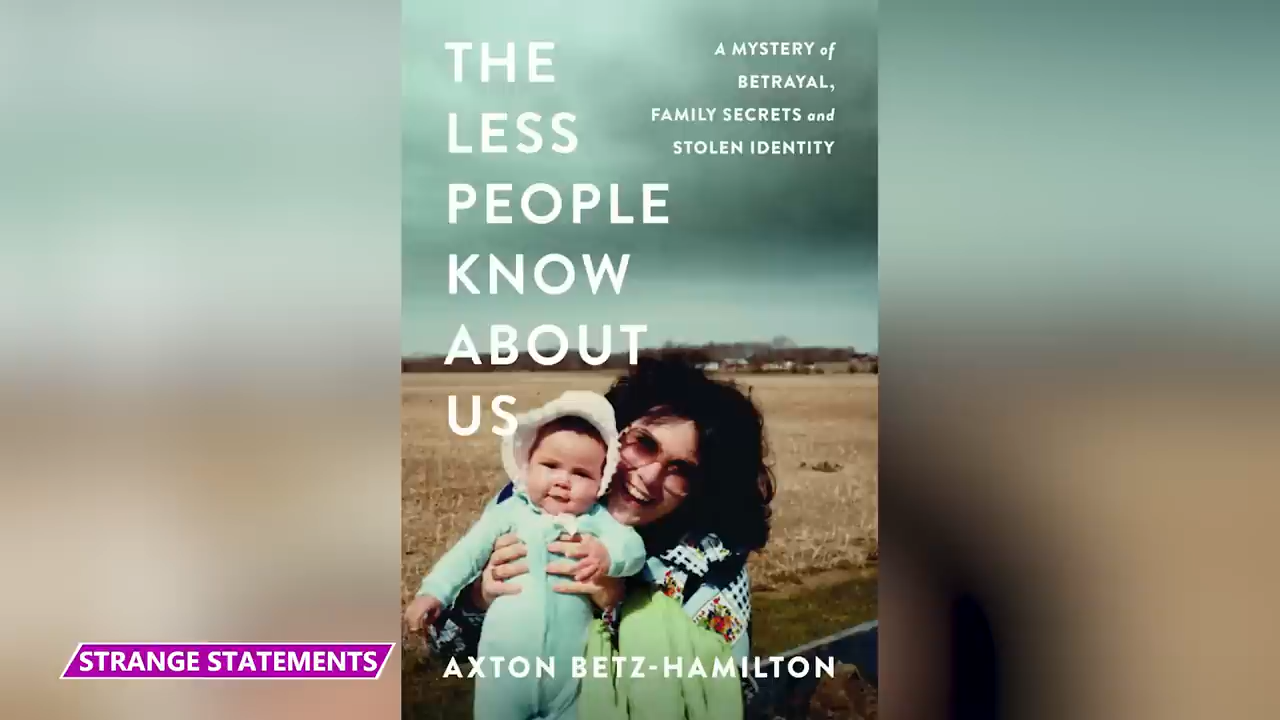 THE
LESS
PEOPLE
KNOW
ABOUT
US
A MYSTERY of
BETRAYAL,
FAMILY SECRETS and
STOLEN IDENTITY
AXTON BETZ-HAMILTON
STRANGE STATEMENTS